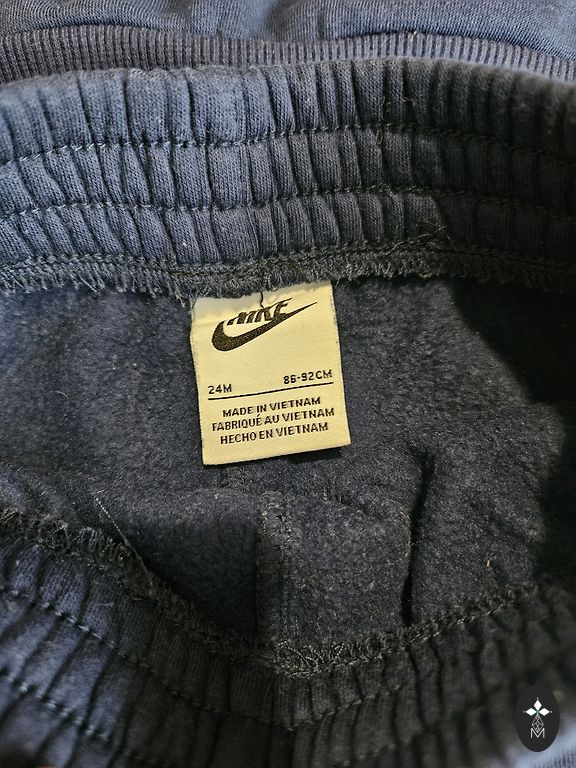 NIKE
24M 86-92CM
MADE IN VIETNAM
FABRIQUÉ AU VIETNAM
HECHO EN VIETNAM
M